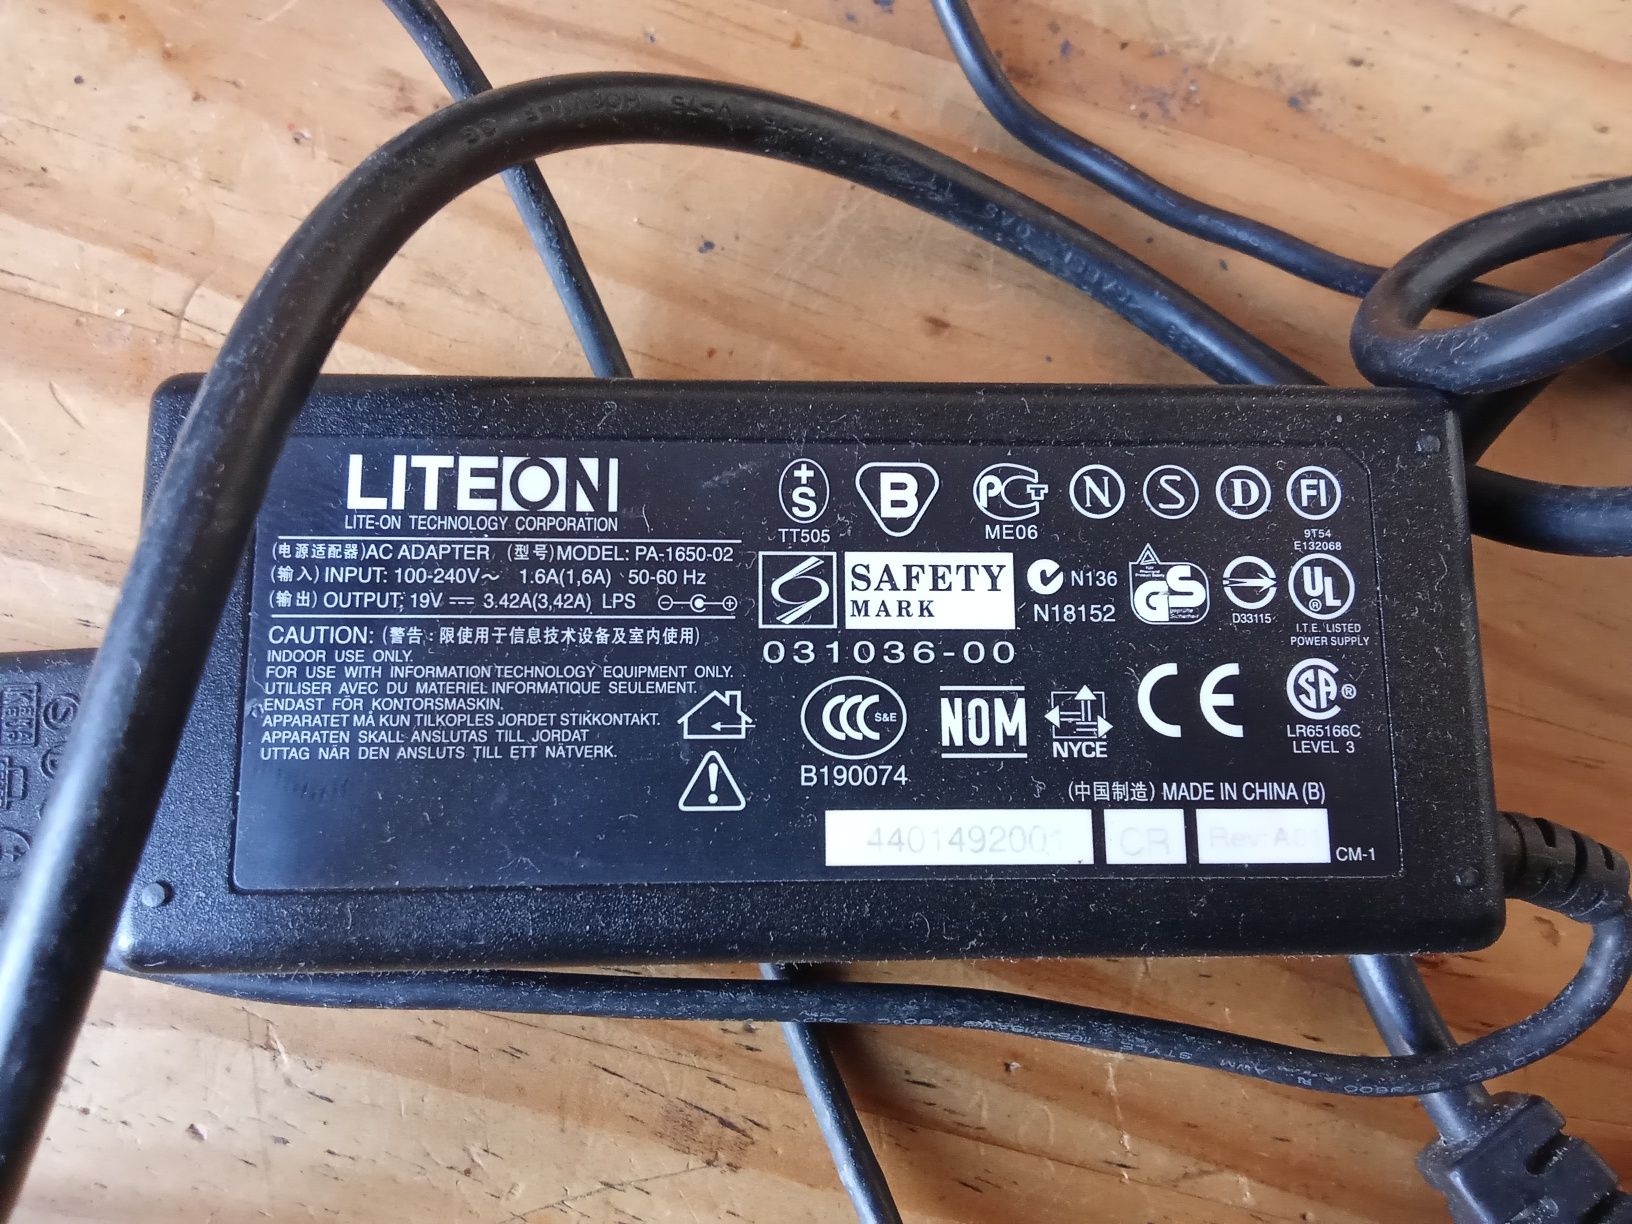 LITEON
LITE-ON TECHNOLOGY CORPORATION
(电源适配器) AC ADAPTER (型号) MODEL: PA-1650-02
(输入) INPUT: 100-240V～ 1.6A(1,6A) 50-60 Hz
(输出) OUTPUT: 19V 3.42A(3,42A) LPS
CAUTION: (警告：限使用于信息技术设备及室内使用)
INDOOR USE ONLY.
FOR USE WITH INFORMATION TECHNOLOGY EQUIPMENT ONLY.
UTILISER AVEC DU MATERIEL INFORMATIQUE SEULEMENT.
ENDAST FÖR KONTORSMASKIN.
APPARATET MÅ KUN TILKOPLES JORDET STIKKONTAKT.
APPARATEN SKALL ANSLUTAS TILL JORDAT
UTTAG NÄR DEN ANSLUTS TILL ETT NÄTVERK.
+S
TT505
B
PCT
ME06
N
S
D
FI
9T54
E132068
SAFETY
MARK
031036-00
N136
N18152
GS
geprüfte
Sicherheit
D33115
UL
I.T.E. LISTED
POWER SUPPLY
CCC S&E
B190074
NOM
NYCE
CE
SA
LR65166C
LEVEL 3
(中国制造) MADE IN CHINA (B)
4401492001 CR Rev: A01 CM-1